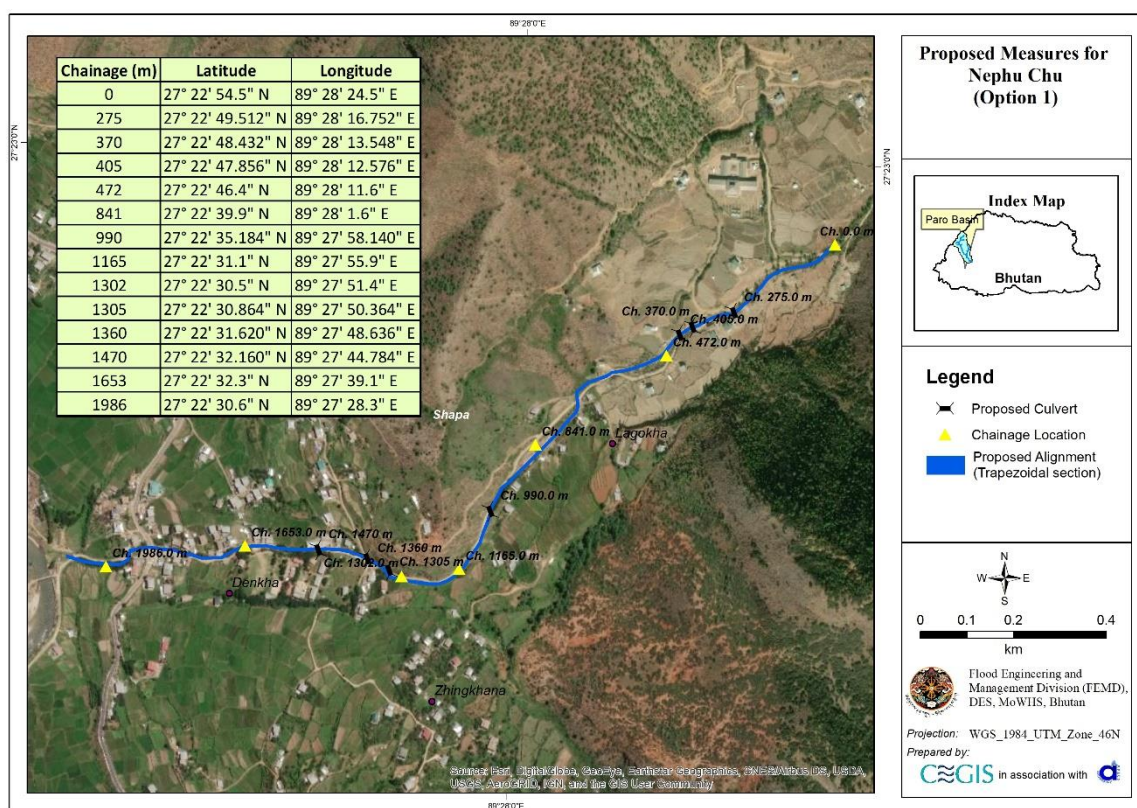 89°28'0"E
Chainage (m) Latitude Longitude
0 27° 22' 54.5" N 89° 28' 24.5" E
275 27° 22' 49.512" N 89° 28' 16.752" E
370 27° 22' 48.432" N 89° 28' 13.548" E
405 27° 22' 47.856" N 89° 28' 12.576" E
472 27° 22' 46.4" N 89° 28' 11.6" E
841 27° 22' 39.9" N 89° 28' 1.6" E
990 27° 22' 35.184" N 89° 27' 58.140" E
1165 27° 22' 31.1" N 89° 27' 55.9" E
1302 27° 22' 30.5" N 89° 27' 51.4" E
1305 27° 22' 30.864" N 89° 27' 50.364" E
1360 27° 22' 31.620" N 89° 27' 48.636" E
1470 27° 22' 32.160" N 89° 27' 44.784" E
1653 27° 22' 32.3" N 89° 27' 39.1" E
1986 27° 22' 30.6" N 89° 27' 28.3" E
27°23'0"N
27°23'0"N
Ch. 0.0 m
Ch. 275.0 m
Ch. 370.0 m
Ch. 405.0 m
Ch. 472.0 m
Shapa
Ch. 841.0 m
Lagokha
Ch. 990.0 m
Ch. 1653.0 m
Ch. 1470 m
Ch. 1986.0 m
Ch. 1360 m
Ch. 1302.0 m
Ch. 1305 m
Ch. 1165.0 m
Denkha
Zhingkhana
Source: Esri, DigitalGlobe, GeoEye, Earthstar Geographics, CNES/Airbus DS, USDA,
USGS, AeroGRID, IGN, and the GIS User Community
89°28'0"E
Proposed Measures for
Nephu Chu
(Option 1)
Index Map
Paro Basin
Bhutan
Legend
Proposed Culvert
Chainage Location
Proposed Alignment
(Trapezoidal section)
N
W E
S
0 0.1 0.2 0.4
km
Flood Engineering and
Management Division (FEMD),
DES, MoWHS, Bhutan
Projection: WGS_1984_UTM_Zone_46N
Prepared by:
CEGIS in association with